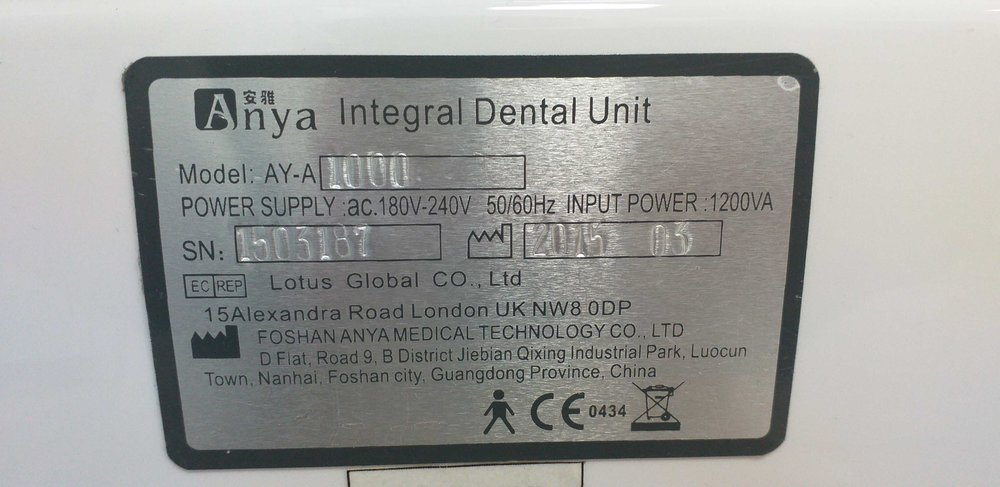 安雅
Anya Integral Dental Unit
Model: AY-A 1000
POWER SUPPLY :ac.180V-240V 50/60Hz INPUT POWER :1200VA
SN: 1503187 2015 03
EC REP Lotus Global CO., Ltd
15Alexandra Road London UK NW8 0DP
FOSHAN ANYA MEDICAL TECHNOLOGY CO., LTD
D Flat, Road 9, B District Jiebian Qixing Industrial Park, Luocun
Town, Nanhai, Foshan city, Guangdong Province, China
CE 0434